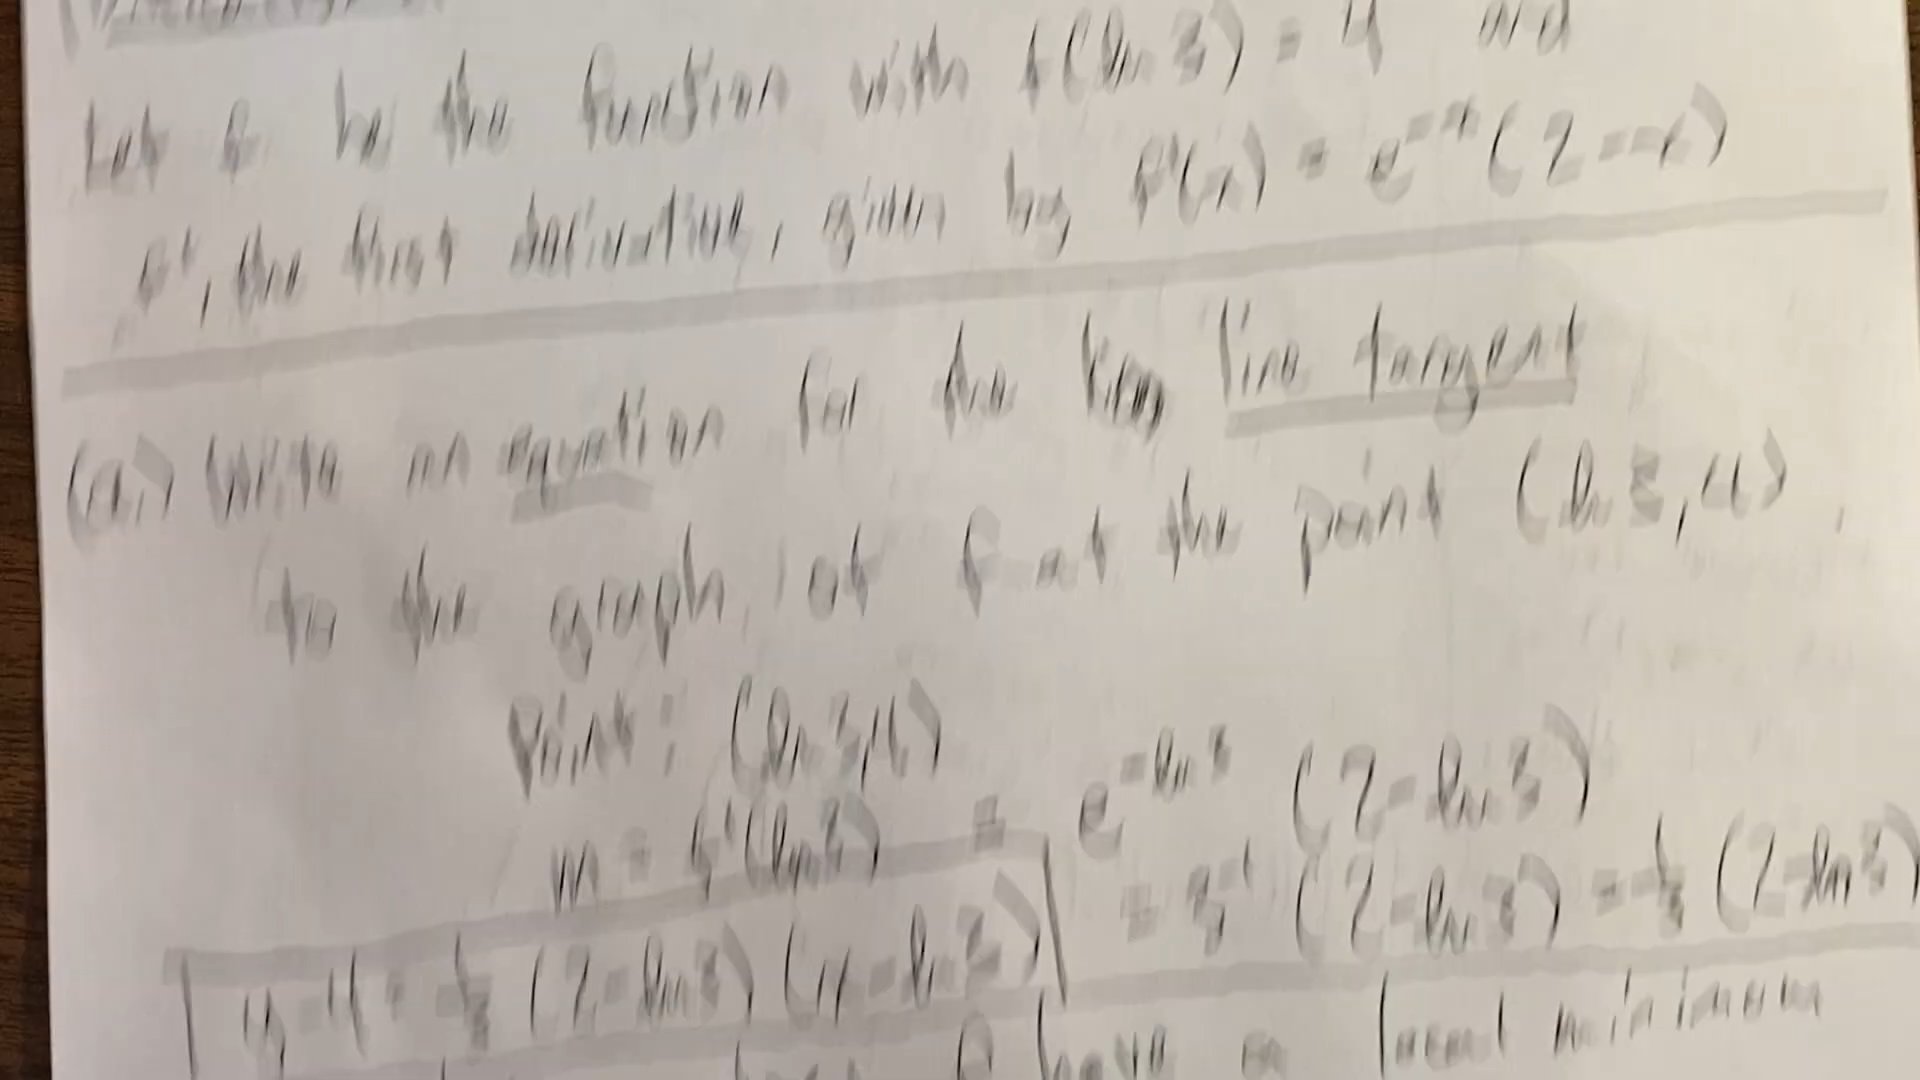 Let f be the function with f(ln 3) = 4 and
f', the first derivative, given by f'(x) = e^-x (2-x)
(a.) Write an equation for the line tangent
to the graph of f at the point (ln 3, 4)
Point: (ln 3, 4)
m = f'(ln 3) = e^-ln 3 (2-ln 3)
= 3^-1 (2-ln 3) = 1/3 (2-ln 3)
y-4 = 1/3 (2-ln 3)(x-ln 3)
f have a local minimum